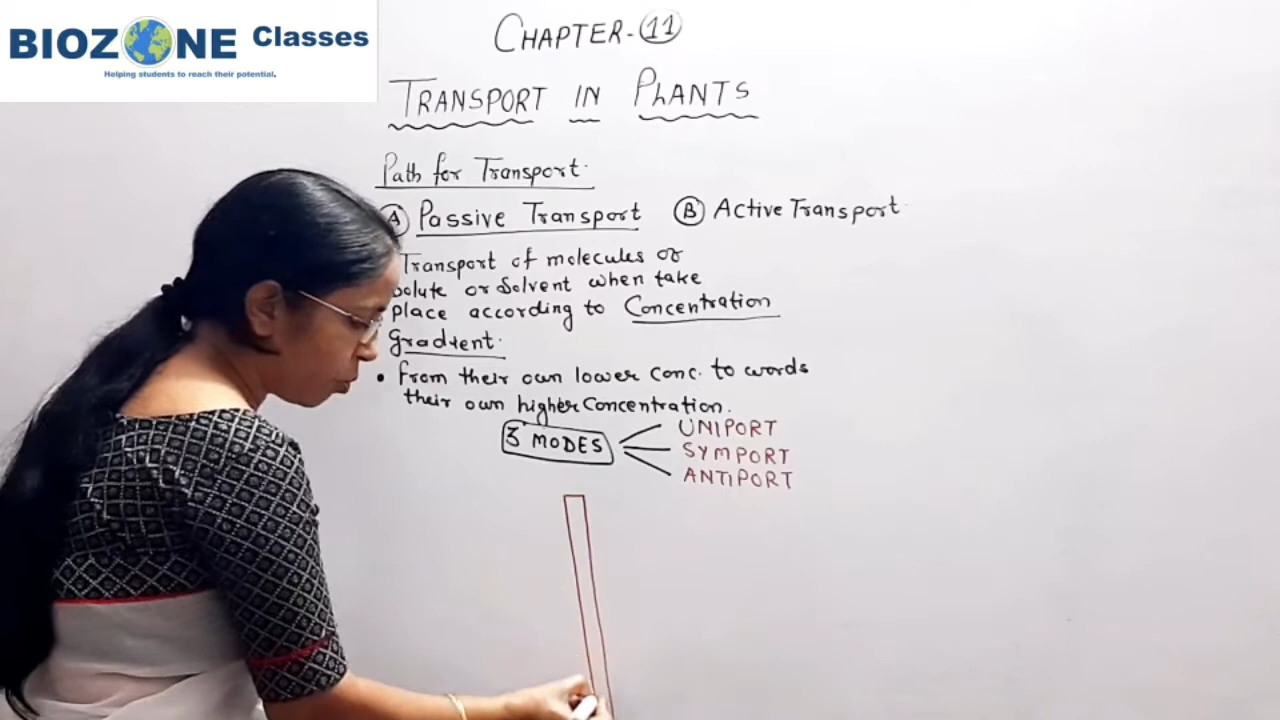 BIOZONE Classes
Helping students to reach their potential.
CHAPTER-11
TRANSPORT IN PLANTS
Path for Transport.
A Passive Transport B Active Transport
Transport of molecules or
solute or solvent when take
place according to Concentration
gradient.
• from their own lower conc. to words
their own higher Concentration.
3 MODES
UNIPORT
SYMPORT
ANTIPORT